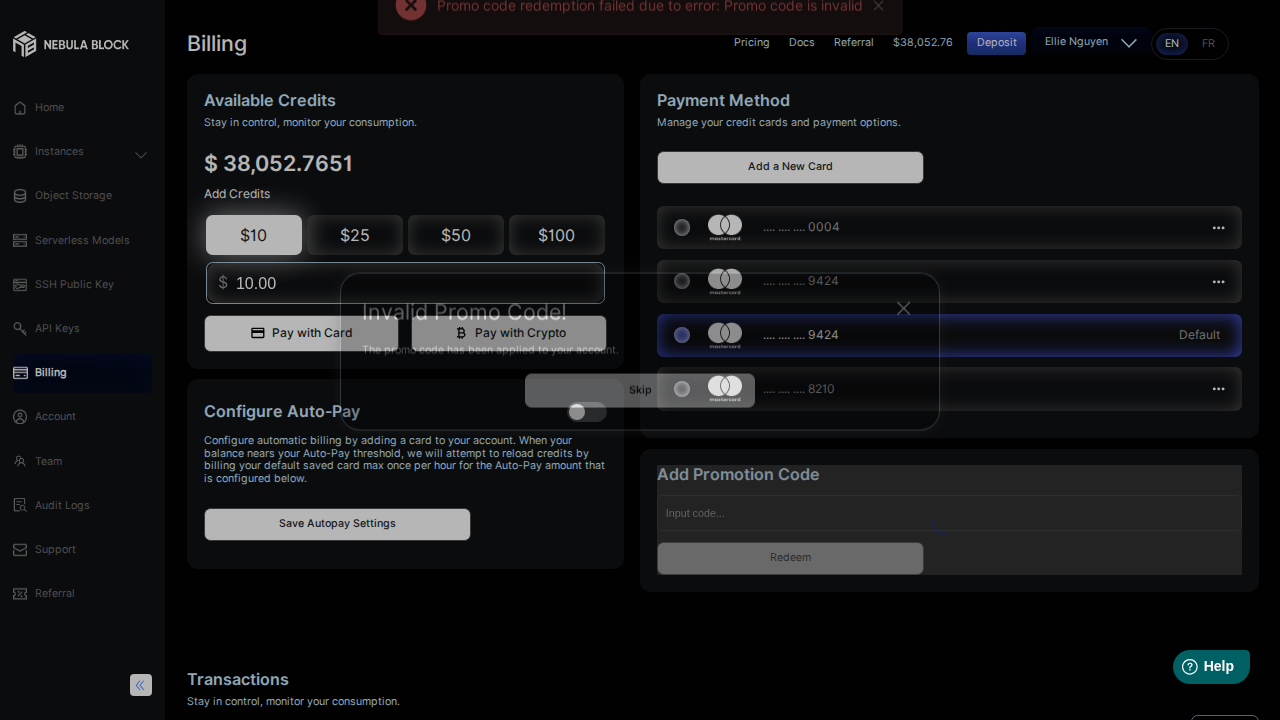 Promo code redemption failed due to error: Promo code is invalid
NEBULA BLOCK
Billing
Pricing
Docs
Referral
$38,052.76
Deposit
Ellie Nguyen
EN
FR
Home
Instances
Object Storage
Serverless Models
SSH Public Key
API Keys
Billing
Account
Team
Audit Logs
Support
Referral
Available Credits
Stay in control, monitor your consumption.
$ 38,052.7651
Add Credits
$10
$25
$50
$100
$ 10.00
Pay with Card
Pay with Crypto
Invalid Promo Code!
The promo code has been applied to your account.
Skip
Configure Auto-Pay
Configure automatic billing by adding a card to your account. When your
balance nears your Auto-Pay threshold, we will attempt to reload credits by
billing your default saved card max once per hour for the Auto-Pay amount that
is configured below.
Save Autopay Settings
Payment Method
Manage your credit cards and payment options.
Add a New Card
mastercard
.... .... .... 0004
mastercard
.... .... .... 9424
mastercard
.... .... .... 9424
Default
mastercard
.... .... .... 8210
Add Promotion Code
Input code...
Redeem
Transactions
Stay in control, monitor your consumption.
Help